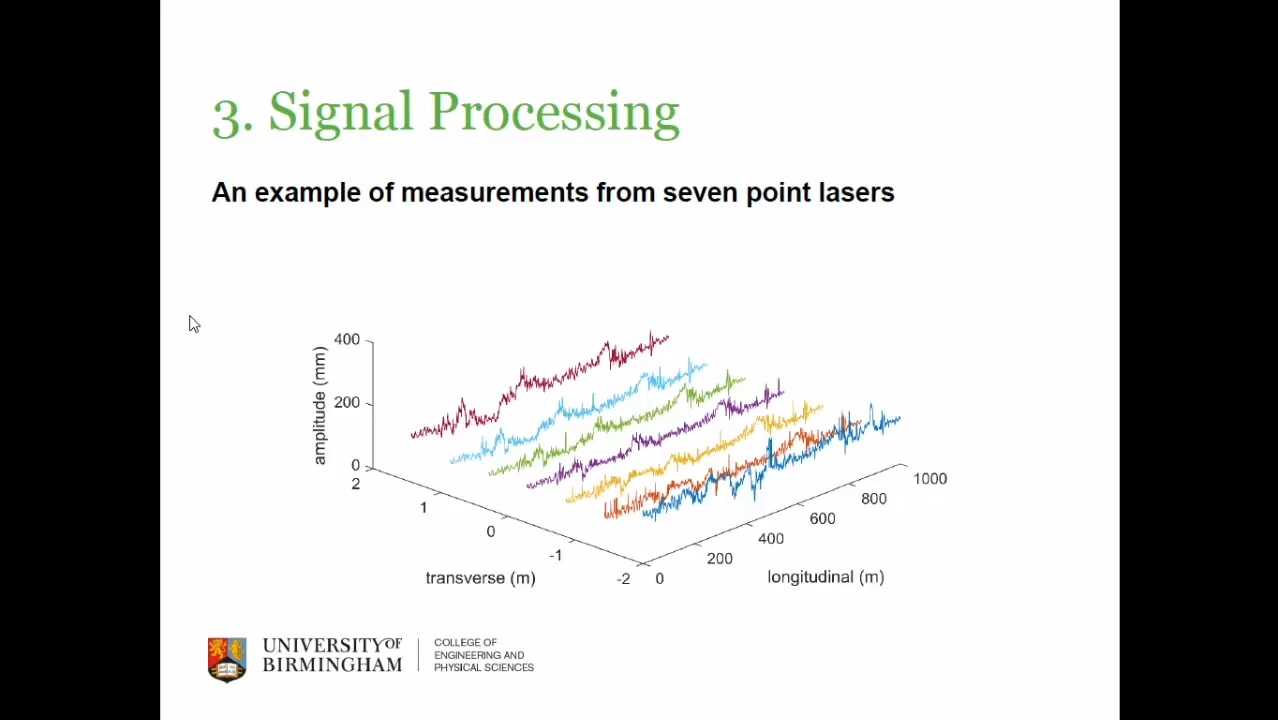 3. Signal Processing
An example of measurements from seven point lasers
400
200
0
amplitude (mm)
2
1
0
-1
-2
transverse (m)
0
200
400
600
800
1000
longitudinal (m)
UNIVERSITY OF
BIRMINGHAM
COLLEGE OF
ENGINEERING AND
PHYSICAL SCIENCES